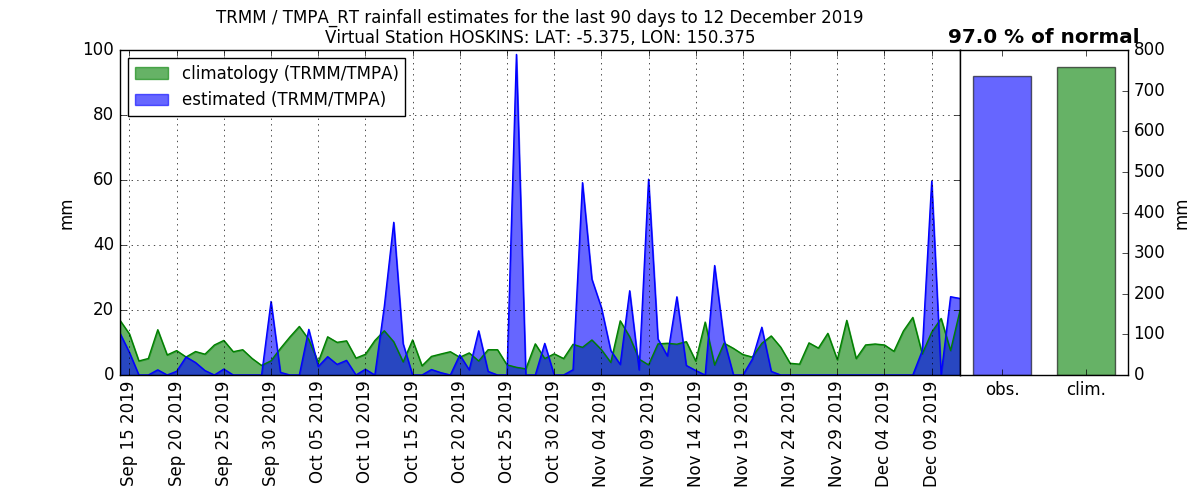 TRMM / TMPA_RT rainfall estimates for the last 90 days to 12 December 2019
Virtual Station HOSKINS: LAT: -5.375, LON: 150.375
97.0 % of normal
climatology (TRMM/TMPA)
estimated (TRMM/TMPA)
100
80
60
40
20
0
mm
Sep 15 2019
Sep 20 2019
Sep 25 2019
Sep 30 2019
Oct 05 2019
Oct 10 2019
Oct 15 2019
Oct 20 2019
Oct 25 2019
Oct 30 2019
Nov 04 2019
Nov 09 2019
Nov 14 2019
Nov 19 2019
Nov 24 2019
Nov 29 2019
Dec 04 2019
Dec 09 2019
obs.
clim.
800
700
600
500
400
300
200
100
0
mm